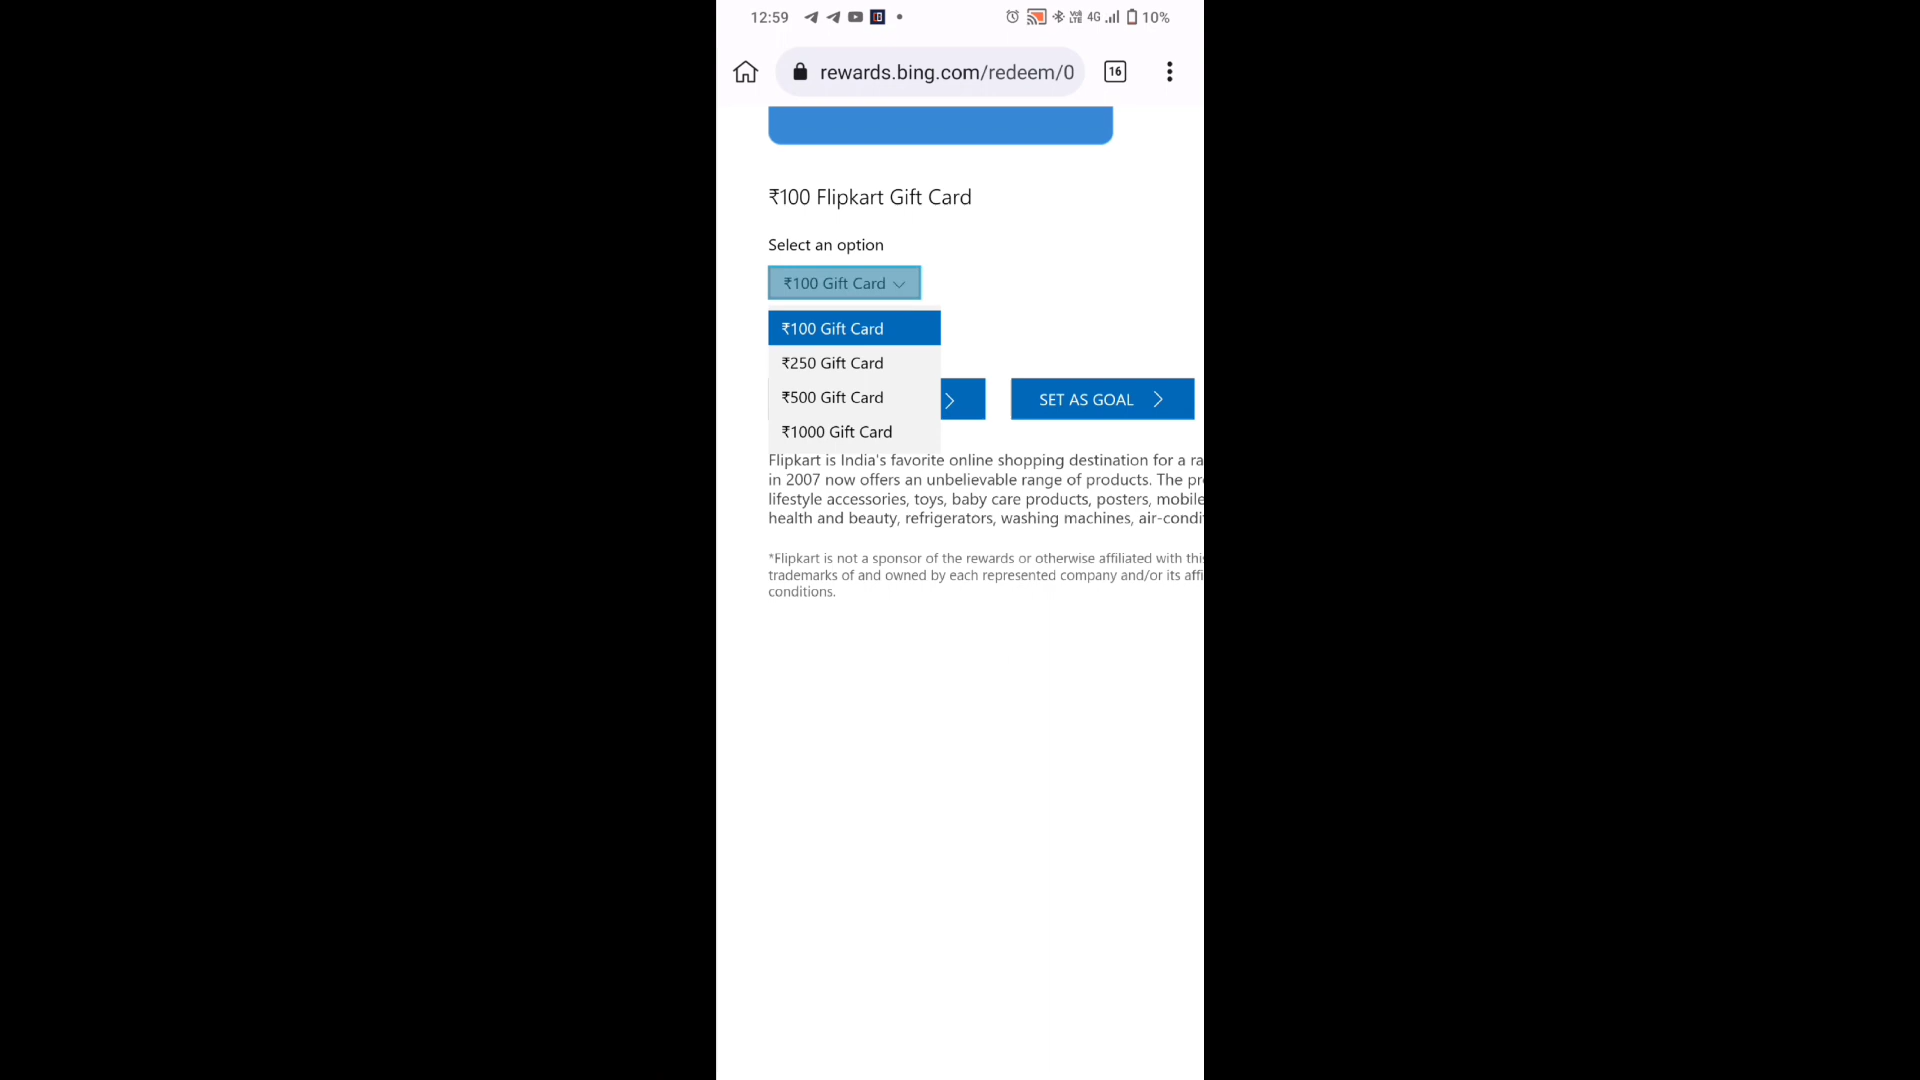 12:59
4G
10%
rewards.bing.com/redeem/0
16
₹100 Flipkart Gift Card
Select an option
₹100 Gift Card
₹100 Gift Card
₹250 Gift Card
₹500 Gift Card
SET AS GOAL
₹1000 Gift Card
Flipkart is India's favorite online shopping destination for a ra
in 2007 now offers an unbelievable range of products. The pr
lifestyle accessories, toys, baby care products, posters, mobile
health and beauty, refrigerators, washing machines, air-condi
*Flipkart is not a sponsor of the rewards or otherwise affiliated with this
trademarks of and owned by each represented company and/or its affi
conditions.